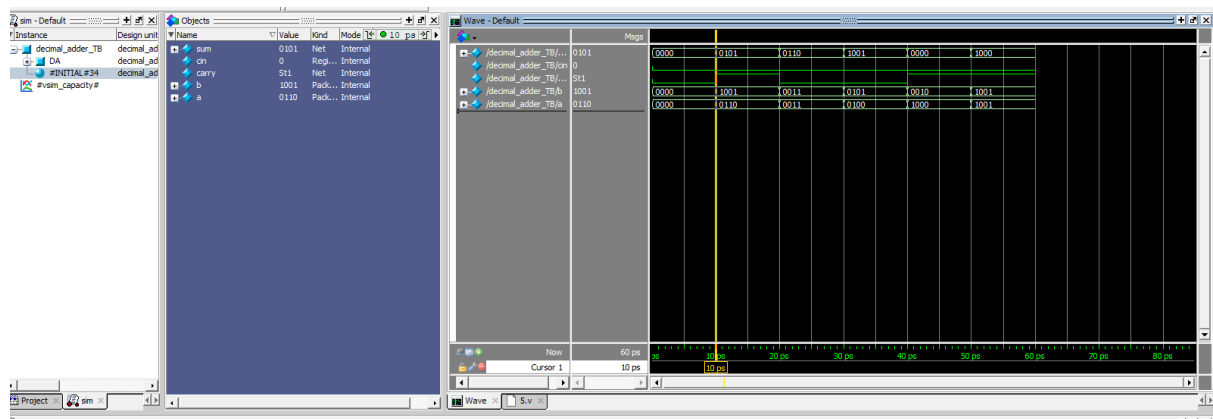 sim - Default
Instance Design unit
decimal_adder_TB decimal_ad
DA decimal_ad
#INITIAL#34 decimal_ad
#vsim_capacity#
Project sim
Objects
Name Value Kind Mode 10 ps
sum 0101 Net Internal
cin 0 Regi... Internal
carry St1 Net Internal
b 1001 Pack... Internal
a 0110 Pack... Internal
Wave - Default
Msgs
/decimal_adder_TB/... 0101 0000 0101 0110 1001 0000 1000
/decimal_adder_TB/cin 0
/decimal_adder_TB/... St1
/decimal_adder_TB/b 1001 0000 1001 0011 0101 0010 1001
/decimal_adder_TB/a 0110 0000 0110 0011 0100 1000 1001
Now 60 ps ps 10 ps 20 ps 30 ps 40 ps 50 ps 60 ps 70 ps 80 ps
Cursor 1 10 ps 10 ps
Wave 5.v